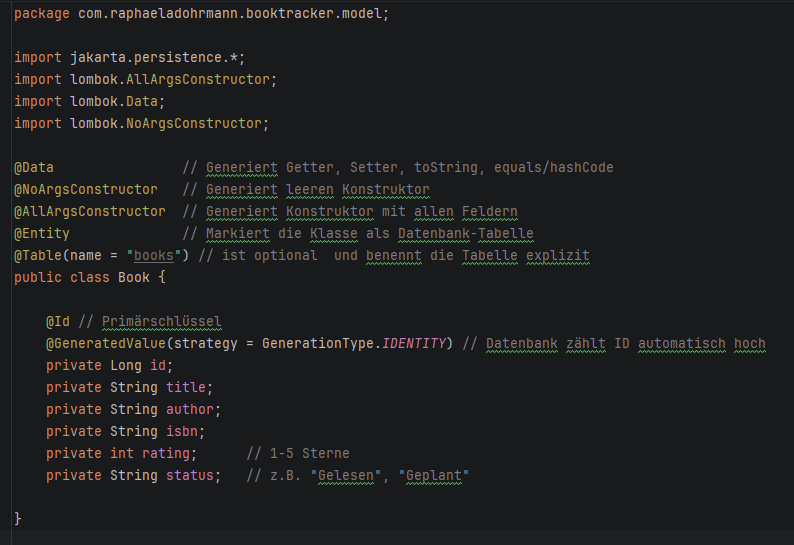 package com.raphaeladohrmann.booktracker.model;
import jakarta.persistence.*;
import lombok.AllArgsConstructor;
import lombok.Data;
import lombok.NoArgsConstructor;
@Data // Generiert Getter, Setter, toString, equals/hashCode
@NoArgsConstructor // Generiert leeren Konstruktor
@AllArgsConstructor // Generiert Konstruktor mit allen Feldern
@Entity // Markiert die Klasse als Datenbank-Tabelle
@Table(name = "books") // ist optional  und benennt die Tabelle explizit
public class Book {
@Id // Primärschlüssel
@GeneratedValue(strategy = GenerationType.IDENTITY) // Datenbank zählt ID automatisch hoch
private Long id;
private String title;
private String author;
private String isbn;
private int rating; // 1-5 Sterne
private String status; // z.B. "Gelesen", "Geplant"
}